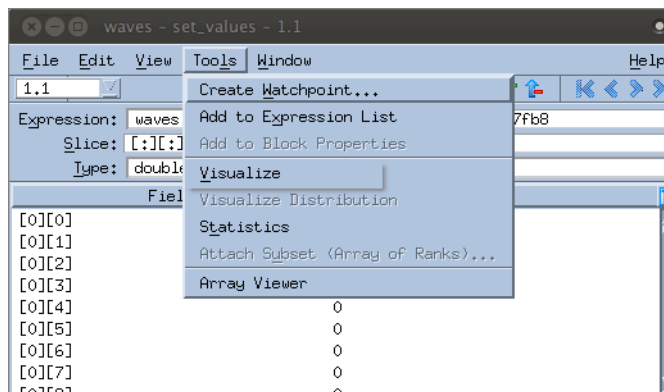 waves - set_values - 1.1
File Edit View Tools Window Help
1.1
Create Watchpoint...
Expression: waves 7fb8
Add to Expression List
Slice: [:][:]
Add to Block Properties
Type:
Visualize
Visualize Distribution
[0][0]
Statistics
[0][1]
Attach Subset (Array of Ranks)...
[0][2]
Array Viewer
[0][3]
[0][4] 0
[0][5] 0
[0][6] 0
[0][7] 0